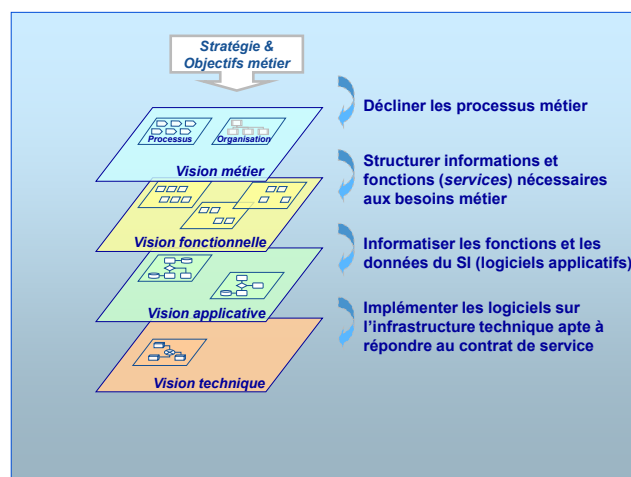 Stratégie &
Objectifs métier
Décliner les processus métier
Processus
Organisation
Vision métier
Structurer informations et
fonctions (services) nécessaires
aux besoins métier
Vision fonctionnelle
Informatiser les fonctions et les
données du SI (logiciels applicatifs)
Vision applicative
Implémenter les logiciels sur
l’infrastructure technique apte à
répondre au contrat de service
Vision technique